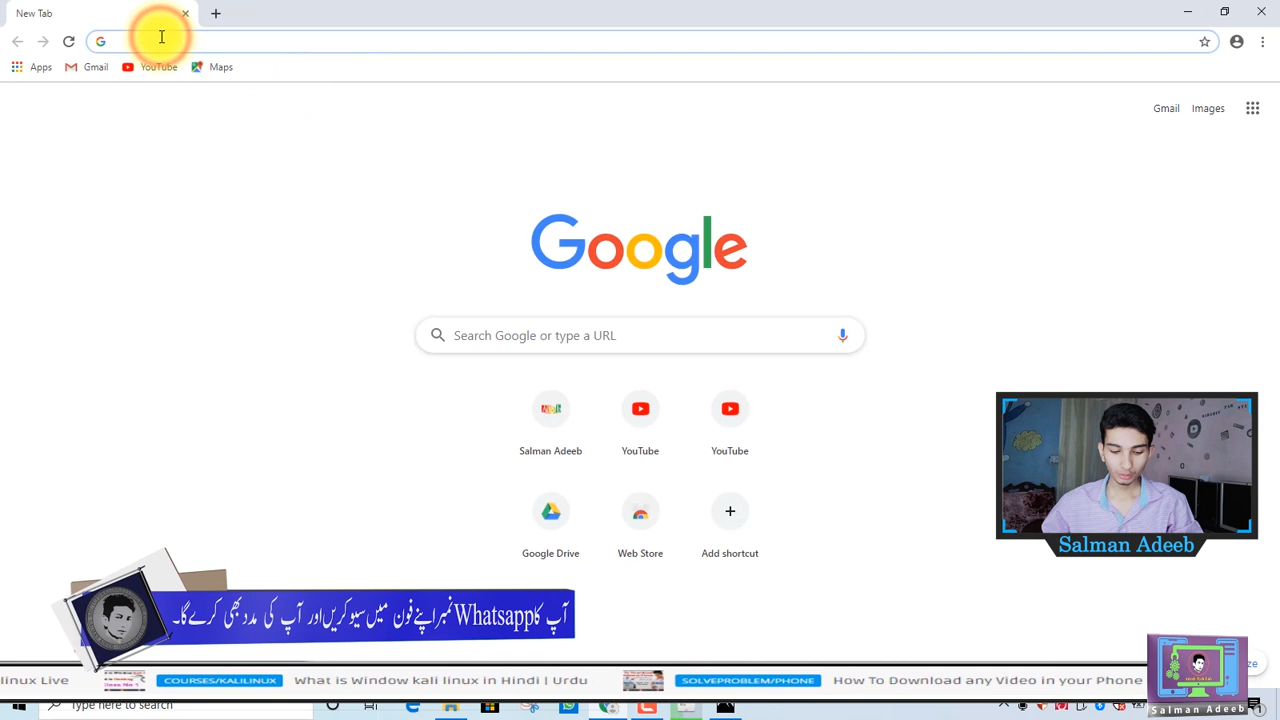 New Tab
Apps
Gmail
YouTube
Maps
Gmail
Images
Google
Search Google or type a URL
Salman Adeeb
YouTube
YouTube
Google Drive
Web Store
Add shortcut
Salman Adeeb
آپ کا Whatsapp نمبر اپنے فون میں سیو کریں اور آپ کی مدد بھی کرے گا۔
linux Live
COURSES/KALILINUX
What is Window kali linux in Hindi Urdu
SOLVEPROBLEM/PHONE
How To Download any Video in your Phone
Salman Adeeb
Type here to search